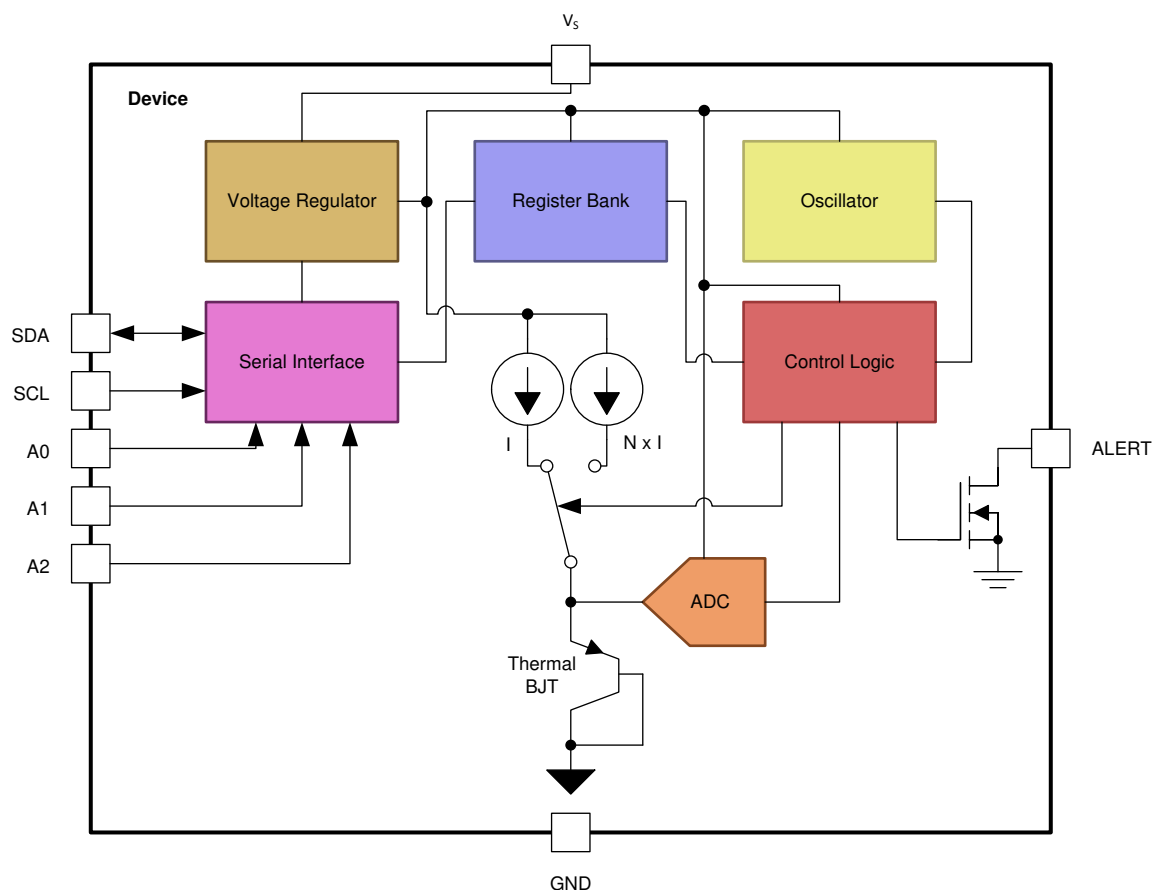 Vs
Device
Voltage Regulator
Register Bank
Oscillator
SDA
Serial Interface
Control Logic
SCL
I
N x I
A0
ALERT
A1
A2
ADC
Thermal
BJT
GND